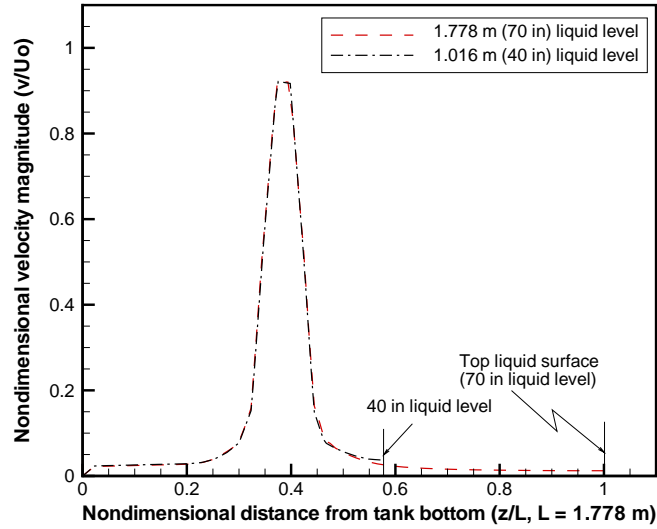 Nondimensional velocity magnitude (v/Uo)
1
0.8
0.6
0.4
0.2
0
1.778 m (70 in) liquid level
1.016 m (40 in) liquid level
Top liquid surface
(70 in liquid level)
40 in liquid level
0
0.2
0.4
0.6
0.8
1
Nondimensional distance from tank bottom (z/L, L = 1.778 m)